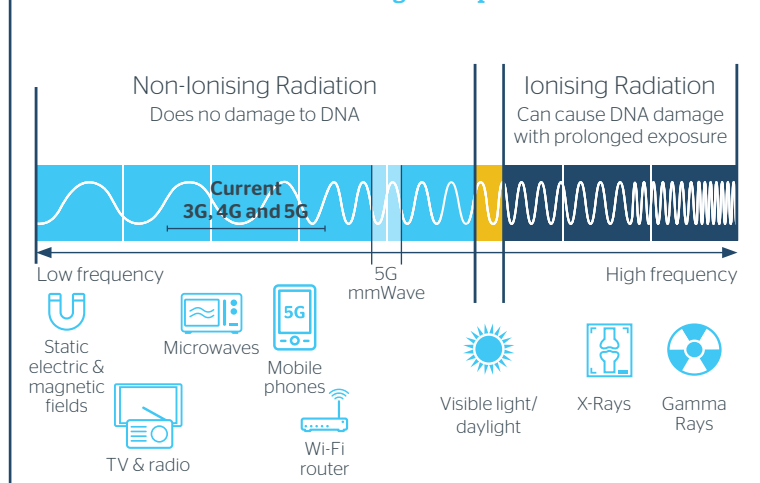 Non-Ionising Radiation
Does no damage to DNA
Ionising Radiation
Can cause DNA damage
with prolonged exposure
Current
3G, 4G and 5G
Low frequency
5G
mmWave
High frequency
Static
electric &
magnetic
fields
TV & radio
Microwaves
5G
Mobile
phones
Wi-Fi
router
Visible light/
daylight
X-Rays
Gamma
Rays